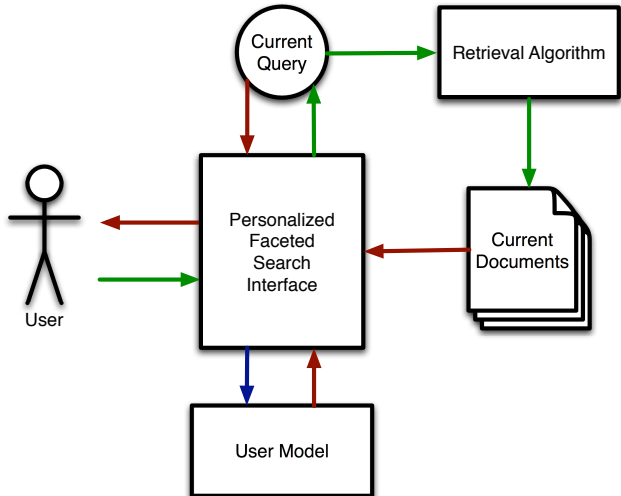 Current
Query
Retrieval Algorithm
Personalized
Faceted
Search
Interface
Current
Documents
User
User Model